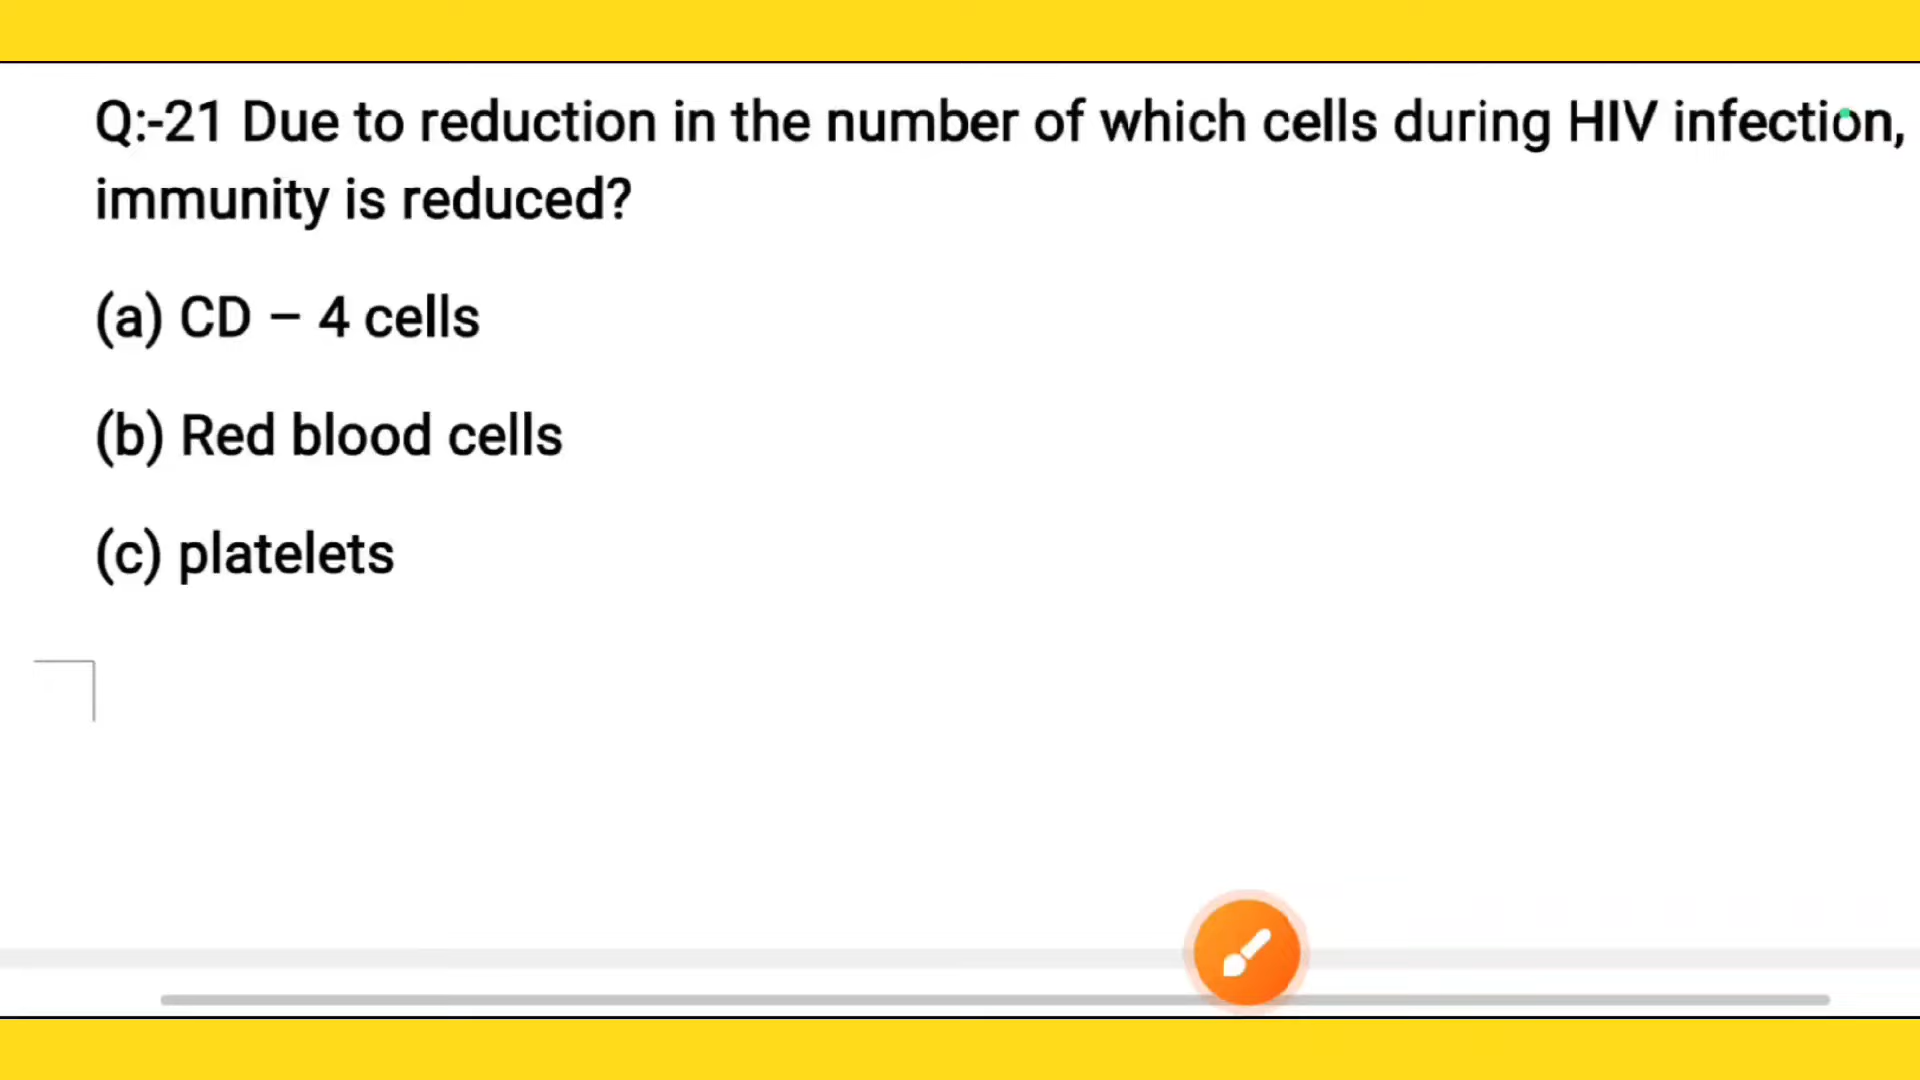 Q:-21 Due to reduction in the number of which cells during HIV infection,
immunity is reduced?
(a) CD – 4 cells
(b) Red blood cells
(c) platelets